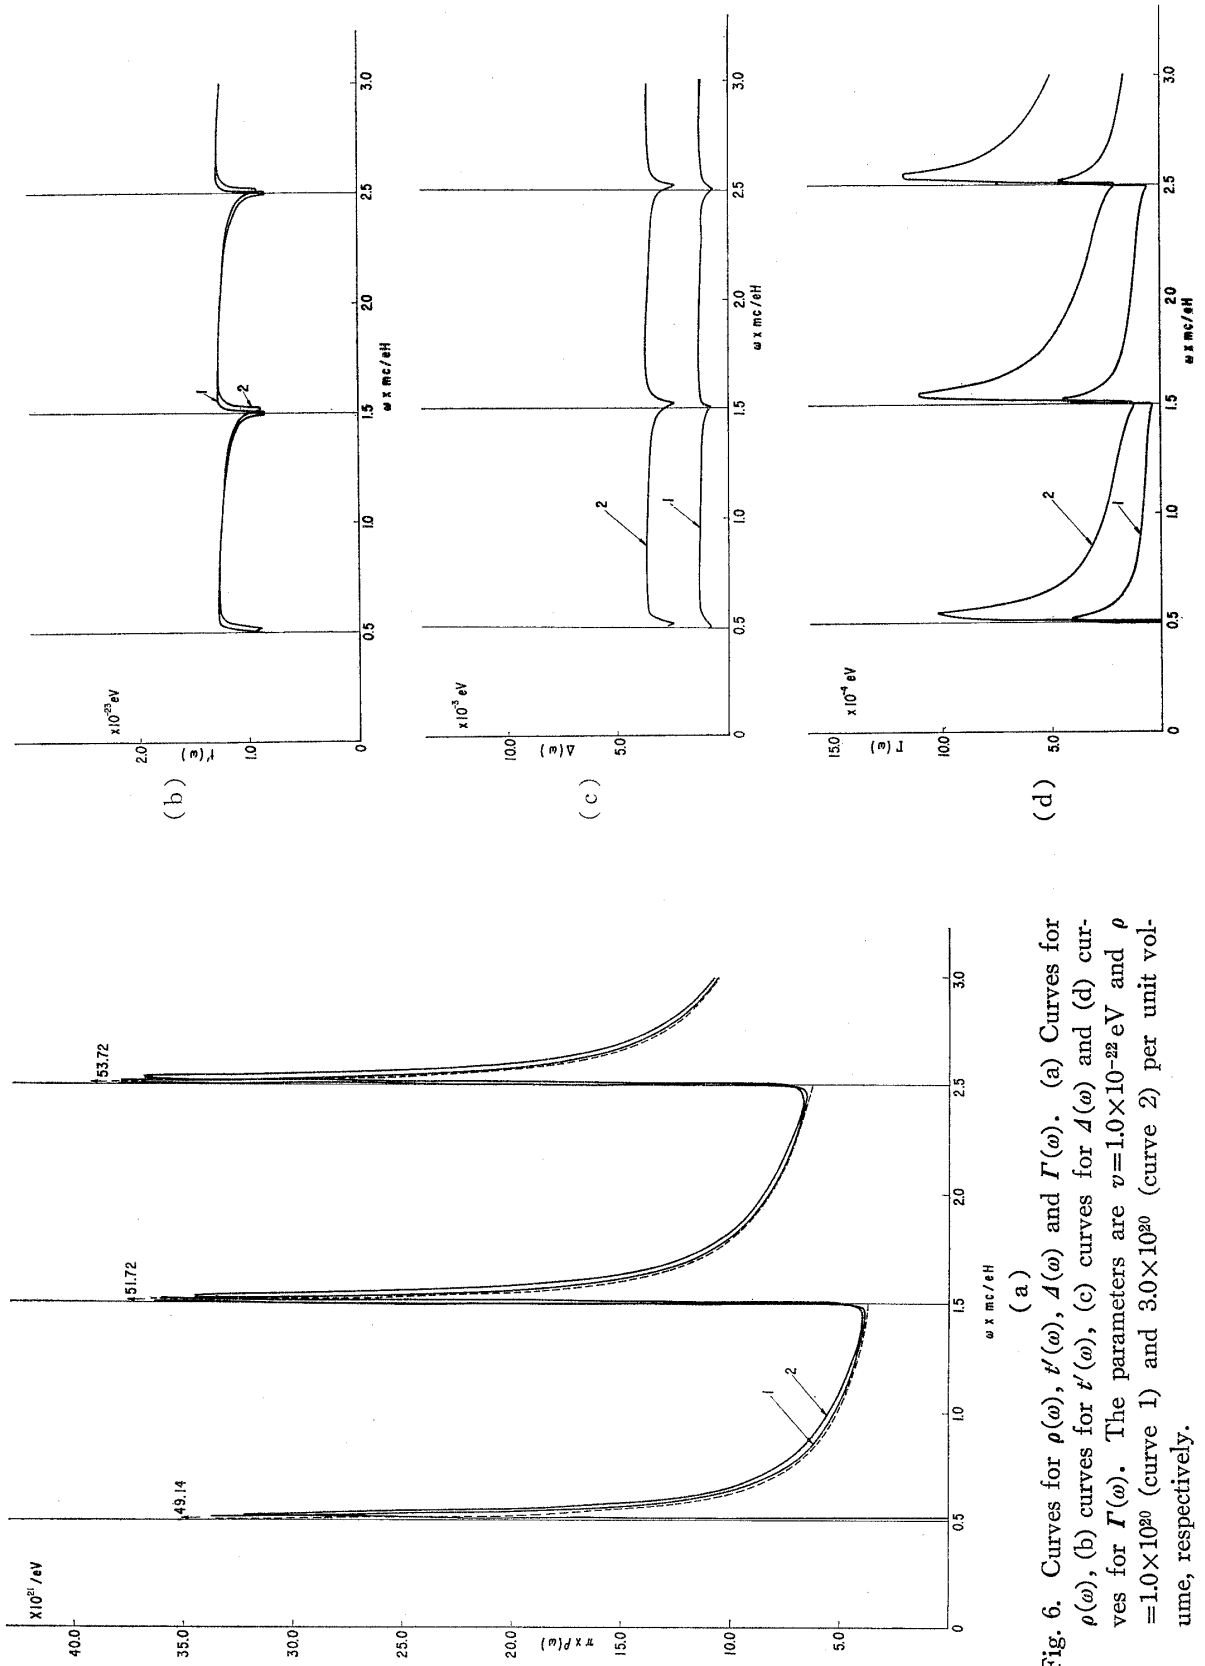 ×10²¹/eV
40.0
35.0
30.0
25.0
20.0
15.0
10.0
5.0
0
π × ρ(ω)
49.14
51.72
53.72
1
2
0.5
1.0
1.5
2.0
2.5
3.0
ω × mc/eH
(a)
×10⁻²³ eV
2.0
1.0
0
t'(ω)
1
2
0.5
1.0
1.5
2.0
2.5
3.0
ω × mc/eH
(b)
×10⁻³ eV
10.0
5.0
0
Δ(ω)
2
1
0.5
1.0
1.5
2.0
2.5
3.0
ω × mc/eH
(c)
×10⁻⁴ eV
15.0
10.0
5.0
0
Γ(ω)
2
1
0.5
1.0
1.5
2.0
2.5
3.0
ω × mc/eH
(d)
Fig. 6. Curves for ρ(ω), t'(ω), Δ(ω) and Γ(ω). (a) Curves for
ρ(ω), (b) curves for t'(ω), (c) curves for Δ(ω) and (d) cur-
ves for Γ(ω). The parameters are v=1.0×10⁻²² eV and ρ
=1.0×10²⁰ (curve 1) and 3.0×10²⁰ (curve 2) per unit vol-
ume, respectively.